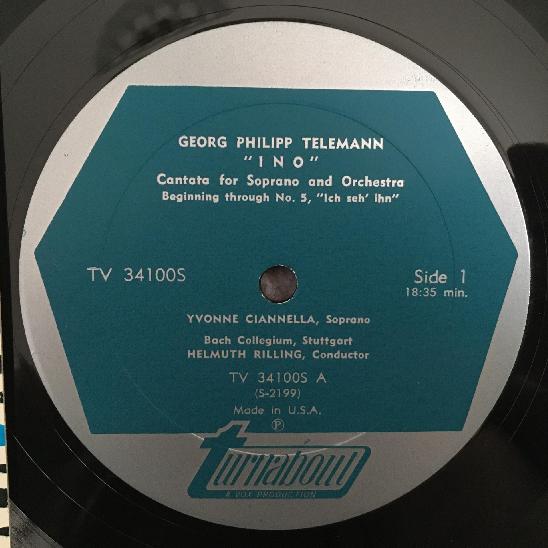 GEORG PHILIPP TELEMANN
"INO"
Cantata for Soprano and Orchestra
Beginning through No. 5, "Ich seh' ihn"
TV 34100S
Side 1
18:35 min.
YVONNE CIANNELLA, Soprano
Bach Collegium, Stuttgart
HELMUTH RILLING, Conductor
TV 34100S A
(S-2199)
Made in U.S.A.
℗
turnabout
A VOX PRODUCTION